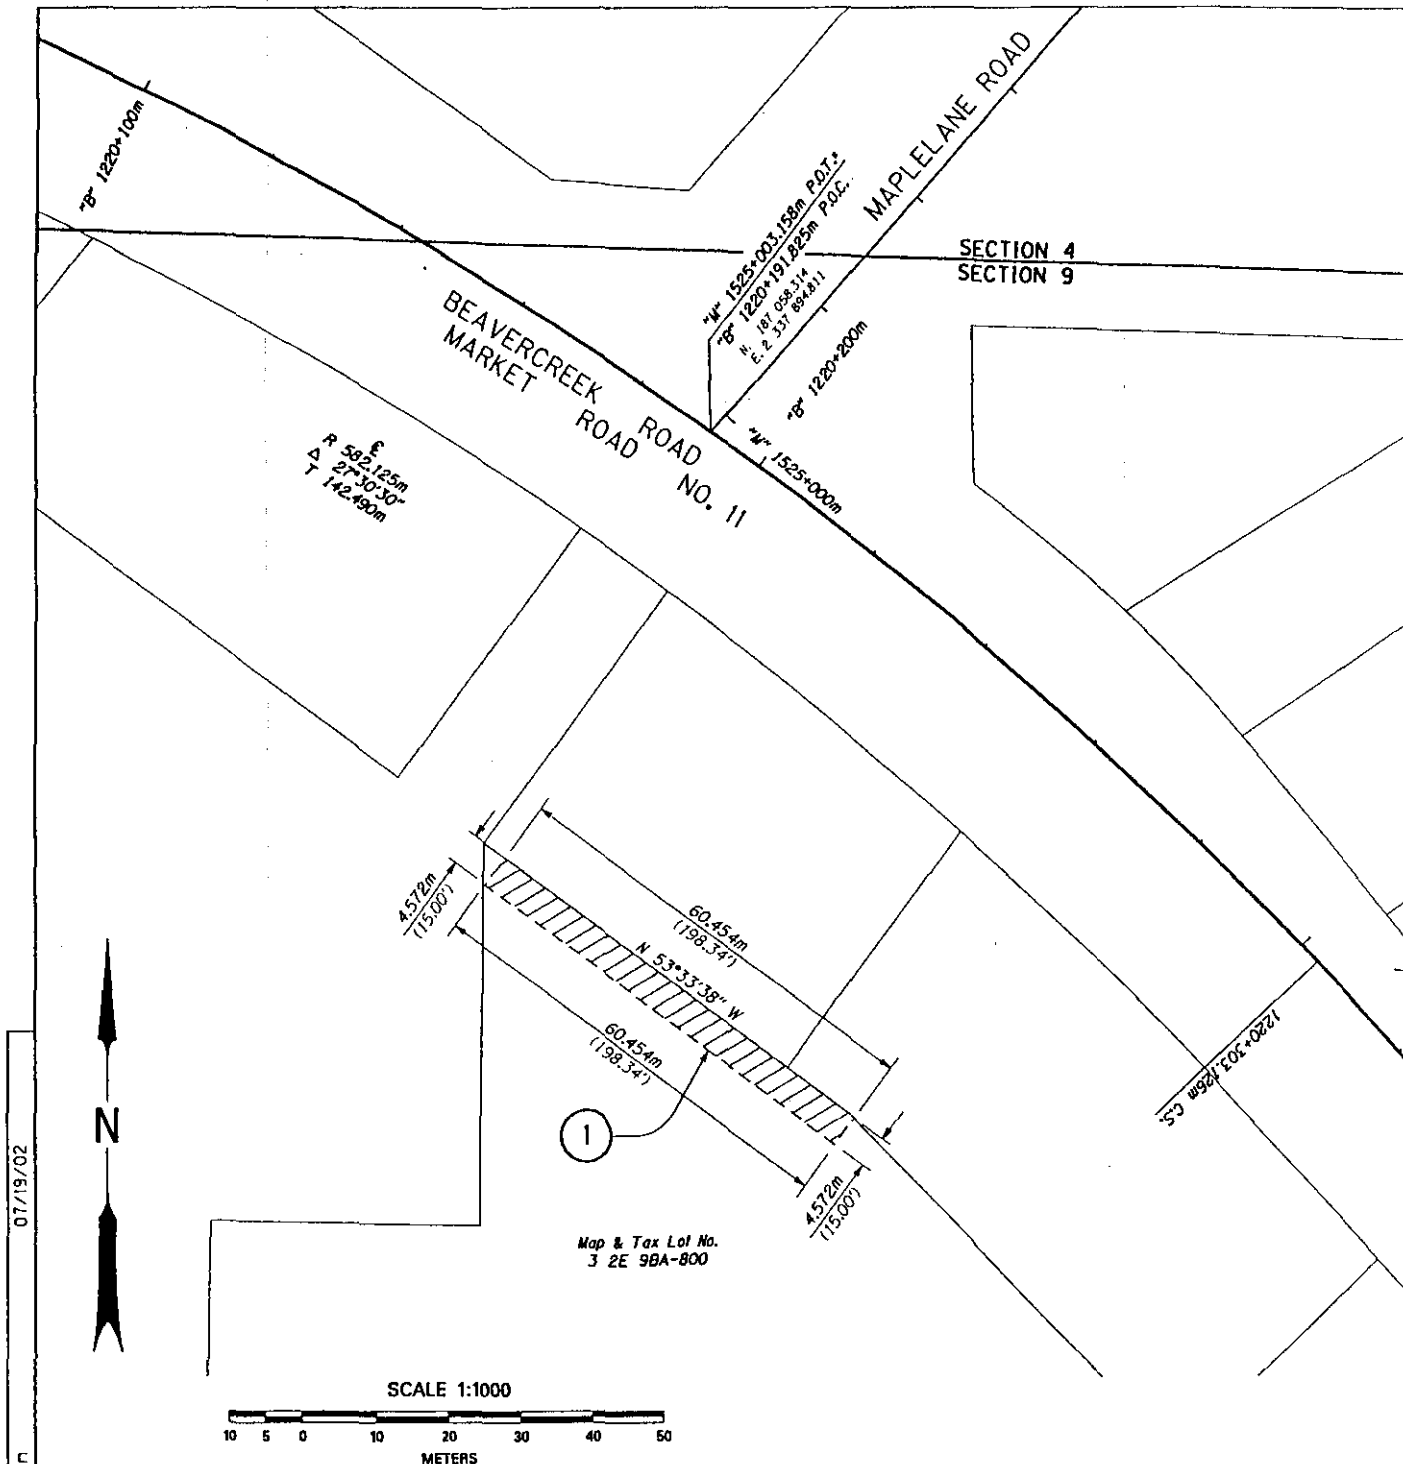 MAPLELANE ROAD
"B" 1220+100m
"M" 1525+003.158m P.O.T.=
"B" 1220+191.825m P.O.C.
N. 187 058.314
E. 2 337 894.811
SECTION 4
SECTION 9
BEAVERCREEK ROAD
MARKET ROAD NO. 11
"B" 1220+200m
"M" 1525+000m
℄
R 582.125m
Δ 27°30'30"
T 142.490m
4.572m
(15.00')
60.454m
(198.34')
N 53°33'38" W
60.454m
(198.34')
1
4.572m
(15.00')
1220+303.126m C.S.
N
07/19/02
Map & Tax Lot No.
3 2E 9BA-800
SCALE 1:1000
10 5 0 10 20 30 40 50
METERS